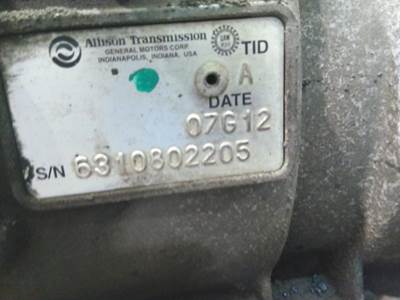 Allison Transmission
GENERAL MOTORS CORP.
INDIANAPOLIS, INDIANA, USA
TID
A
DATE
07G12
S/N 6310802205